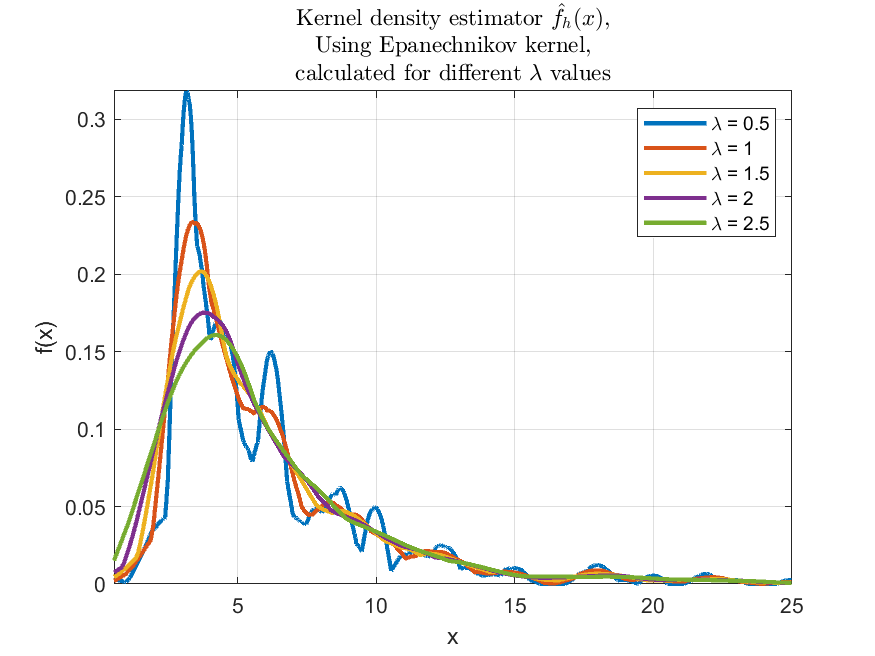 Kernel density estimator f̂ₕ(x),
Using Epanechnikov kernel,
calculated for different λ values
λ = 0.5
λ = 1
λ = 1.5
λ = 2
λ = 2.5
f(x)
0.3
0.25
0.2
0.15
0.1
0.05
0
5
10
15
20
25
x